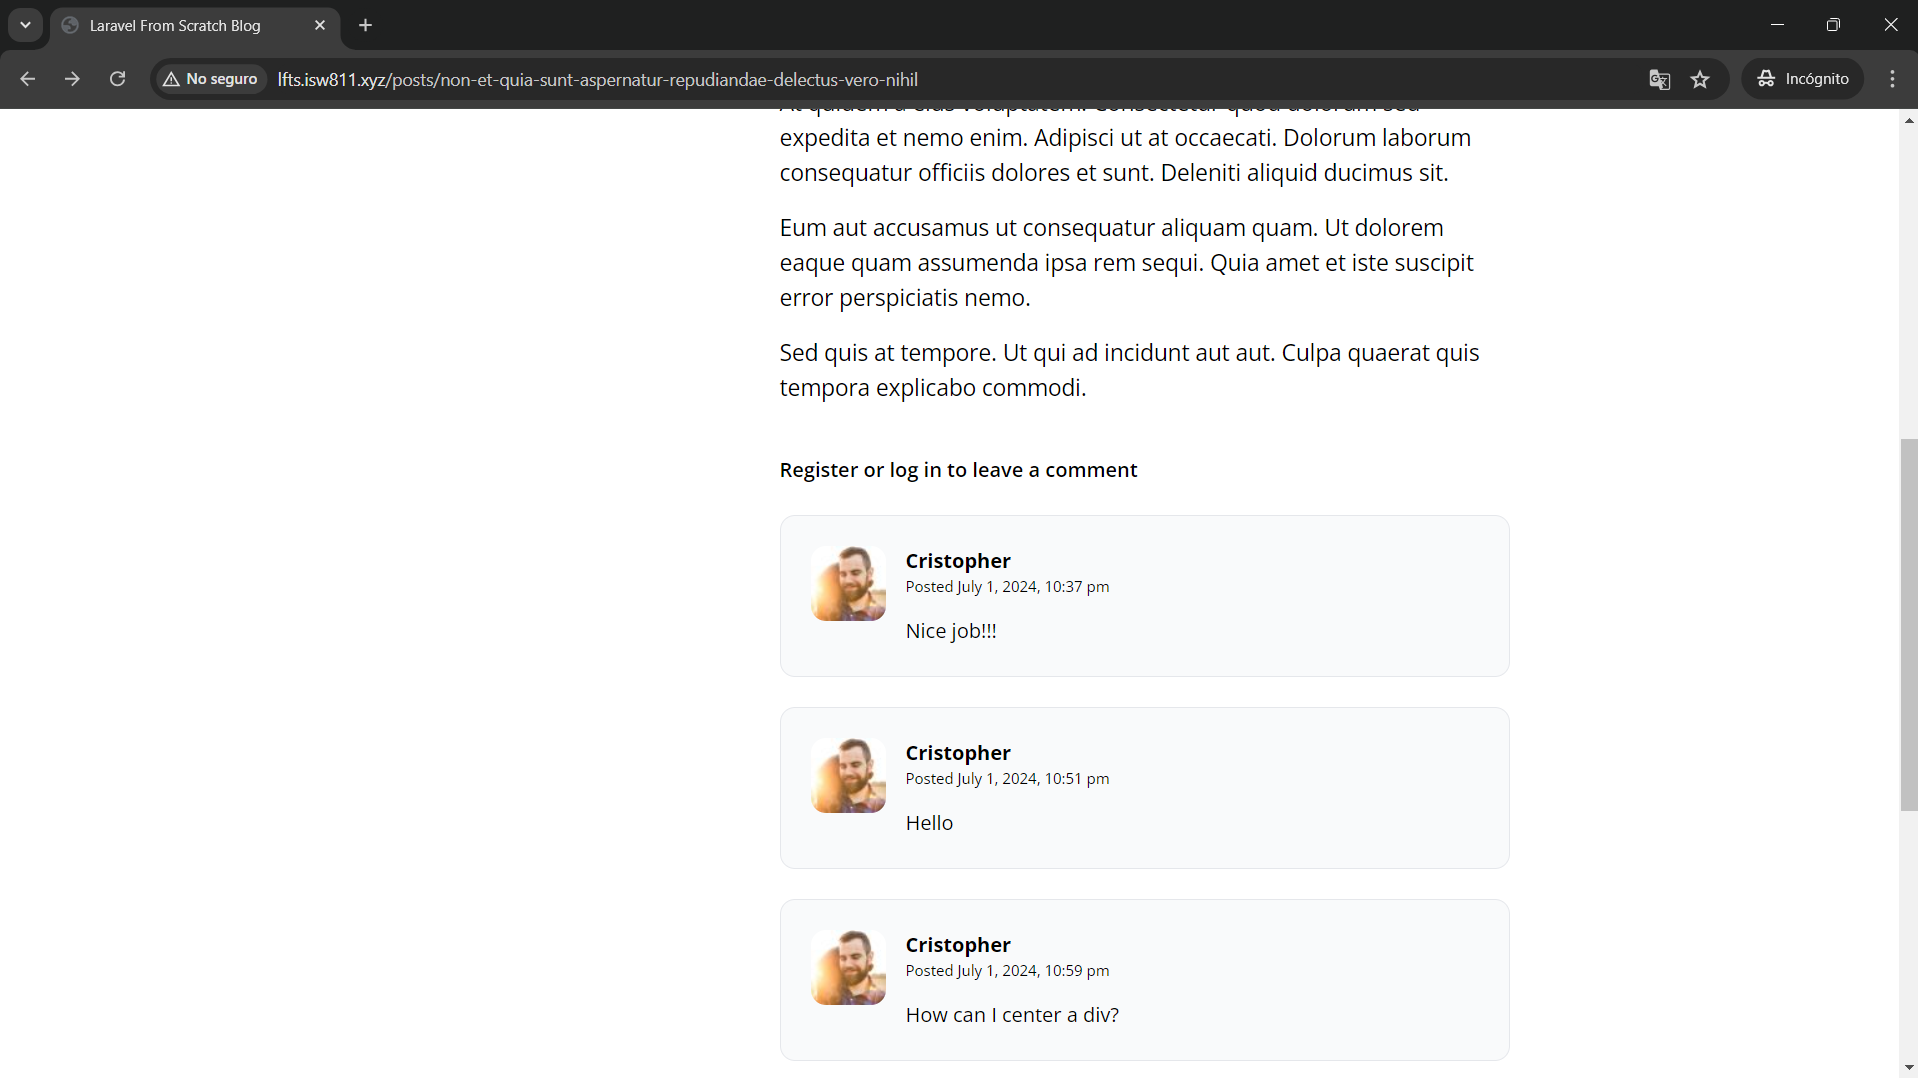 Laravel From Scratch Blog
No seguro
lfts.isw811.xyz/posts/non-et-quia-sunt-aspernatur-repudiandae-delectus-vero-nihil
Incógnito
expedita et nemo enim. Adipisci ut at occaecati. Dolorum laborum
consequatur officiis dolores et sunt. Deleniti aliquid ducimus sit.
Eum aut accusamus ut consequatur aliquam quam. Ut dolorem
eaque quam assumenda ipsa rem sequi. Quia amet et iste suscipit
error perspiciatis nemo.
Sed quis at tempore. Ut qui ad incidunt aut aut. Culpa quaerat quis
tempora explicabo commodi.
Register or log in to leave a comment
Cristopher
Posted July 1, 2024, 10:37 pm
Nice job!!!
Cristopher
Posted July 1, 2024, 10:51 pm
Hello
Cristopher
Posted July 1, 2024, 10:59 pm
How can I center a div?